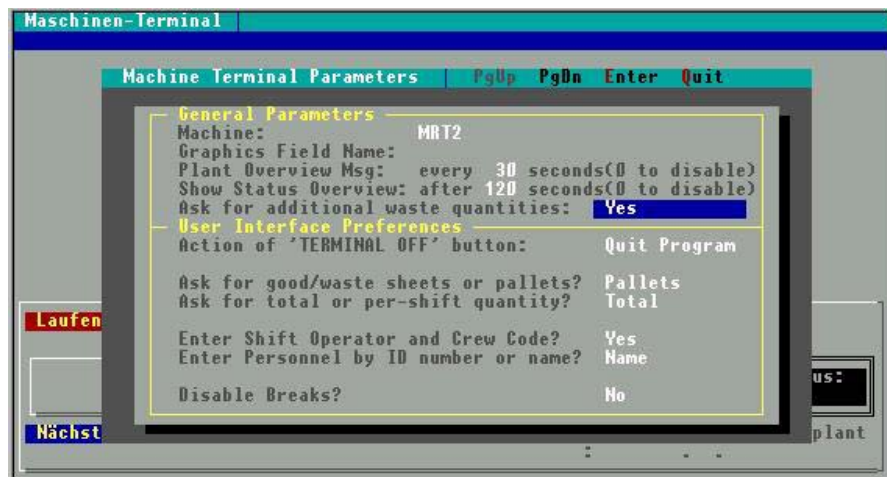 Maschinen-Terminal
Machine Terminal Parameters PgUp PgDn Enter Quit
General Parameters
Machine: MRT2
Graphics Field Name:
Plant Overview Msg: every 30 seconds(0 to disable)
Show Status Overview: after 120 seconds(0 to disable)
Ask for additional waste quantities: Yes
User Interface Preferences
Action of 'TERMINAL OFF' button: Quit Program
Ask for good/waste sheets or pallets? Pallets
Ask for total or per-shift quantity? Total
Laufen
Enter Shift Operator and Crew Code? Yes
Enter Personnel by ID number or name? Name
us:
Disable Breaks? No
Nächst plant
: . .